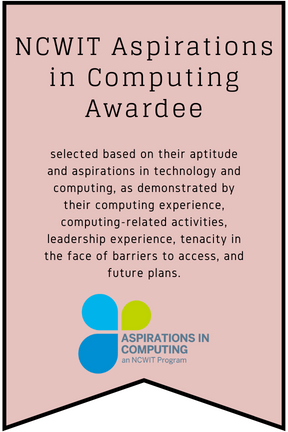 NCWIT Aspirations
in Computing
Awardee
selected based on their aptitude
and aspirations in technology and
computing, as demonstrated by
their computing experience,
computing-related activities,
leadership experience, tenacity in
the face of barriers to access, and
future plans.
ASPIRATIONS IN
COMPUTING
an NCWIT Program